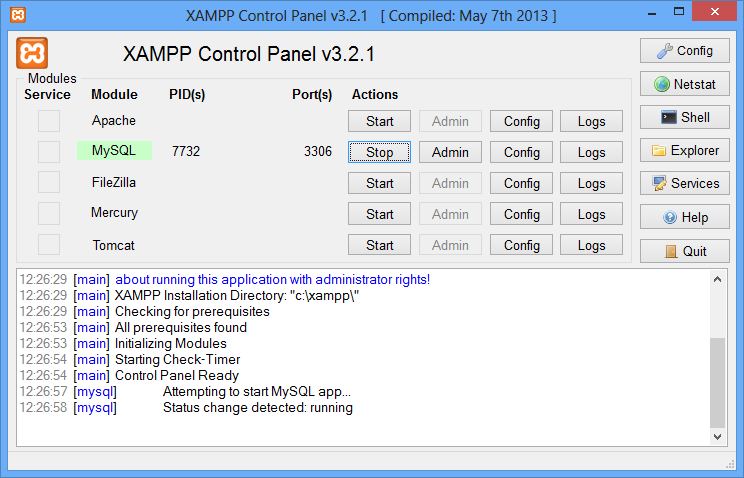 XAMPP Control Panel v3.2.1 [ Compiled: May 7th 2013 ]
XAMPP Control Panel v3.2.1
Modules
Service Module PID(s) Port(s) Actions
Apache Start Admin Config Logs
MySQL 7732 3306 Stop Admin Config Logs
FileZilla Start Admin Config Logs
Mercury Start Admin Config Logs
Tomcat Start Admin Config Logs
Config
Netstat
Shell
Explorer
Services
Help
Quit
12:26:29 [main] about running this application with administrator rights!
12:26:29 [main] XAMPP Installation Directory: "c:\xampp\"
12:26:29 [main] Checking for prerequisites
12:26:53 [main] All prerequisites found
12:26:53 [main] Initializing Modules
12:26:54 [main] Starting Check-Timer
12:26:54 [main] Control Panel Ready
12:26:57 [mysql] Attempting to start MySQL app...
12:26:58 [mysql] Status change detected: running